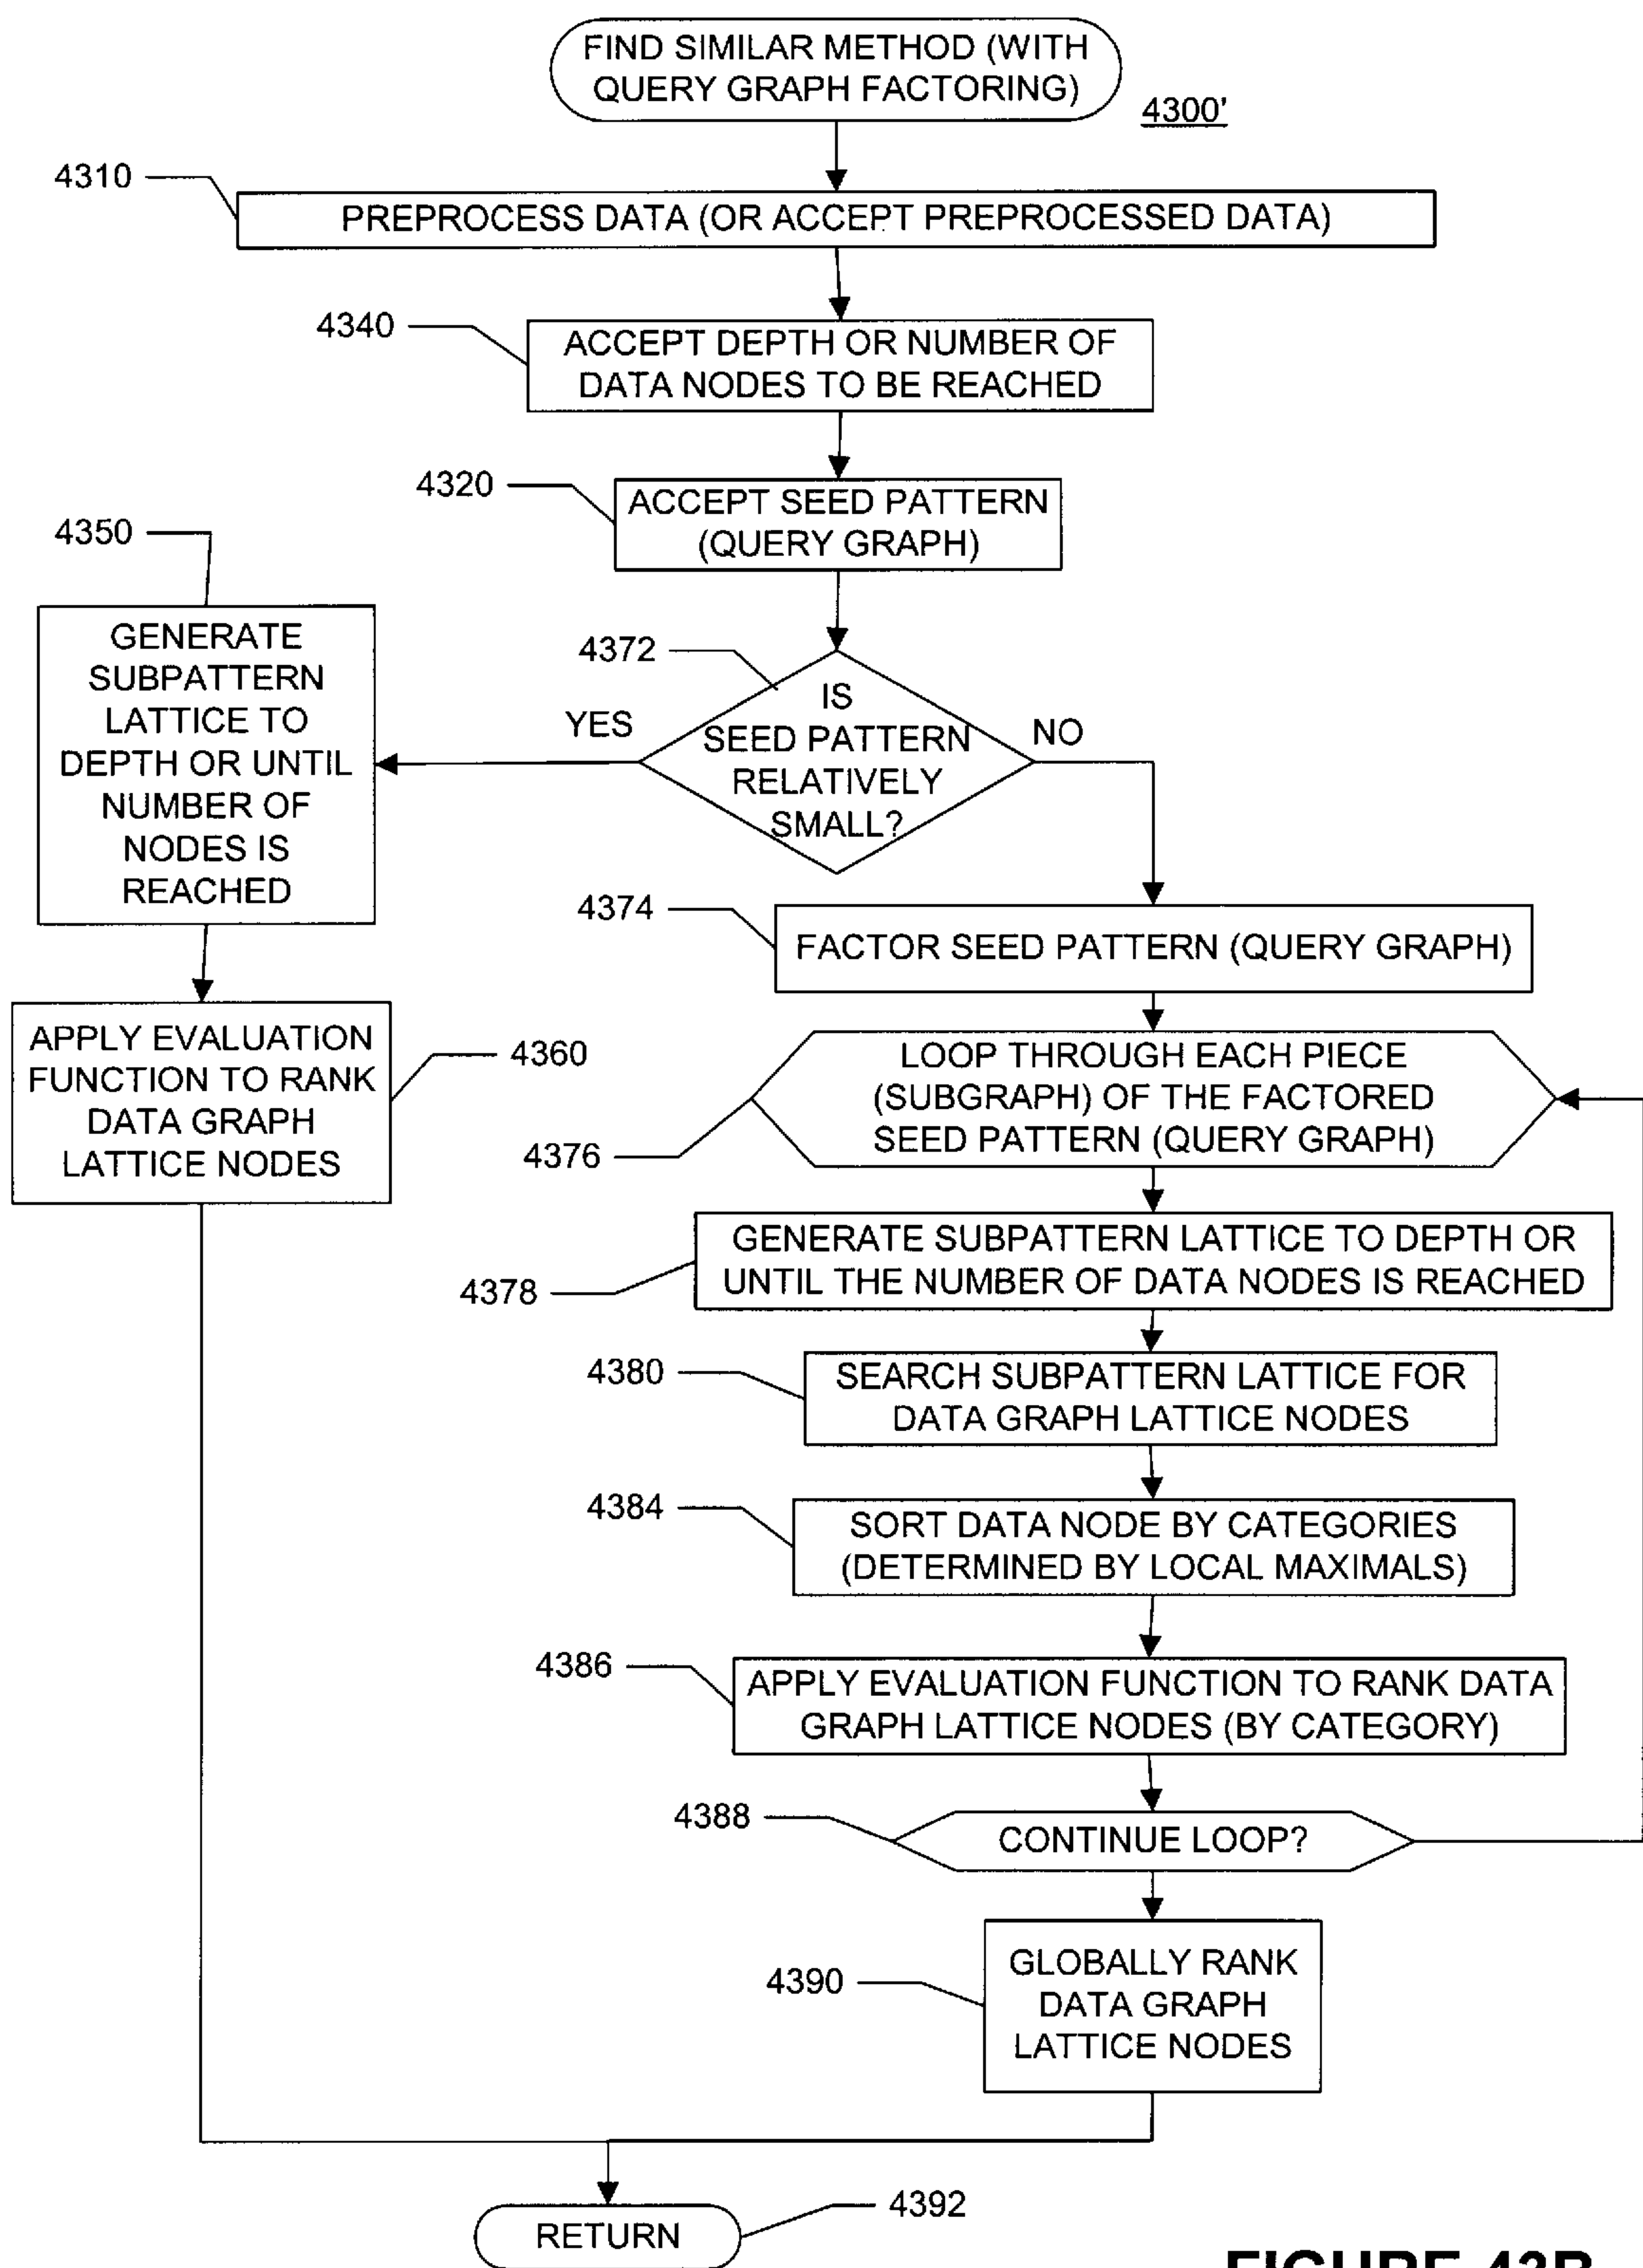 FIND SIMILAR METHOD (WITH
QUERY GRAPH FACTORING)
4300'
4310
PREPROCESS DATA (OR ACCEPT PREPROCESSED DATA)
4340
ACCEPT DEPTH OR NUMBER OF
DATA NODES TO BE REACHED
4320
ACCEPT SEED PATTERN
(QUERY GRAPH)
4350
GENERATE
SUBPATTERN
LATTICE TO
DEPTH OR UNTIL
NUMBER OF
NODES IS
REACHED
4372
IS
SEED PATTERN
RELATIVELY
SMALL?
YES
NO
4374
FACTOR SEED PATTERN (QUERY GRAPH)
APPLY EVALUATION
FUNCTION TO RANK
DATA GRAPH
LATTICE NODES
4360
LOOP THROUGH EACH PIECE
(SUBGRAPH) OF THE FACTORED
SEED PATTERN (QUERY GRAPH)
4376
GENERATE SUBPATTERN LATTICE TO DEPTH OR
UNTIL THE NUMBER OF DATA NODES IS REACHED
4378
4380
SEARCH SUBPATTERN LATTICE FOR
DATA GRAPH LATTICE NODES
4384
SORT DATA NODE BY CATEGORIES
(DETERMINED BY LOCAL MAXIMALS)
4386
APPLY EVALUATION FUNCTION TO RANK DATA
GRAPH LATTICE NODES (BY CATEGORY)
4388
CONTINUE LOOP?
4390
GLOBALLY RANK
DATA GRAPH
LATTICE NODES
4392
RETURN
FIGURE 43B